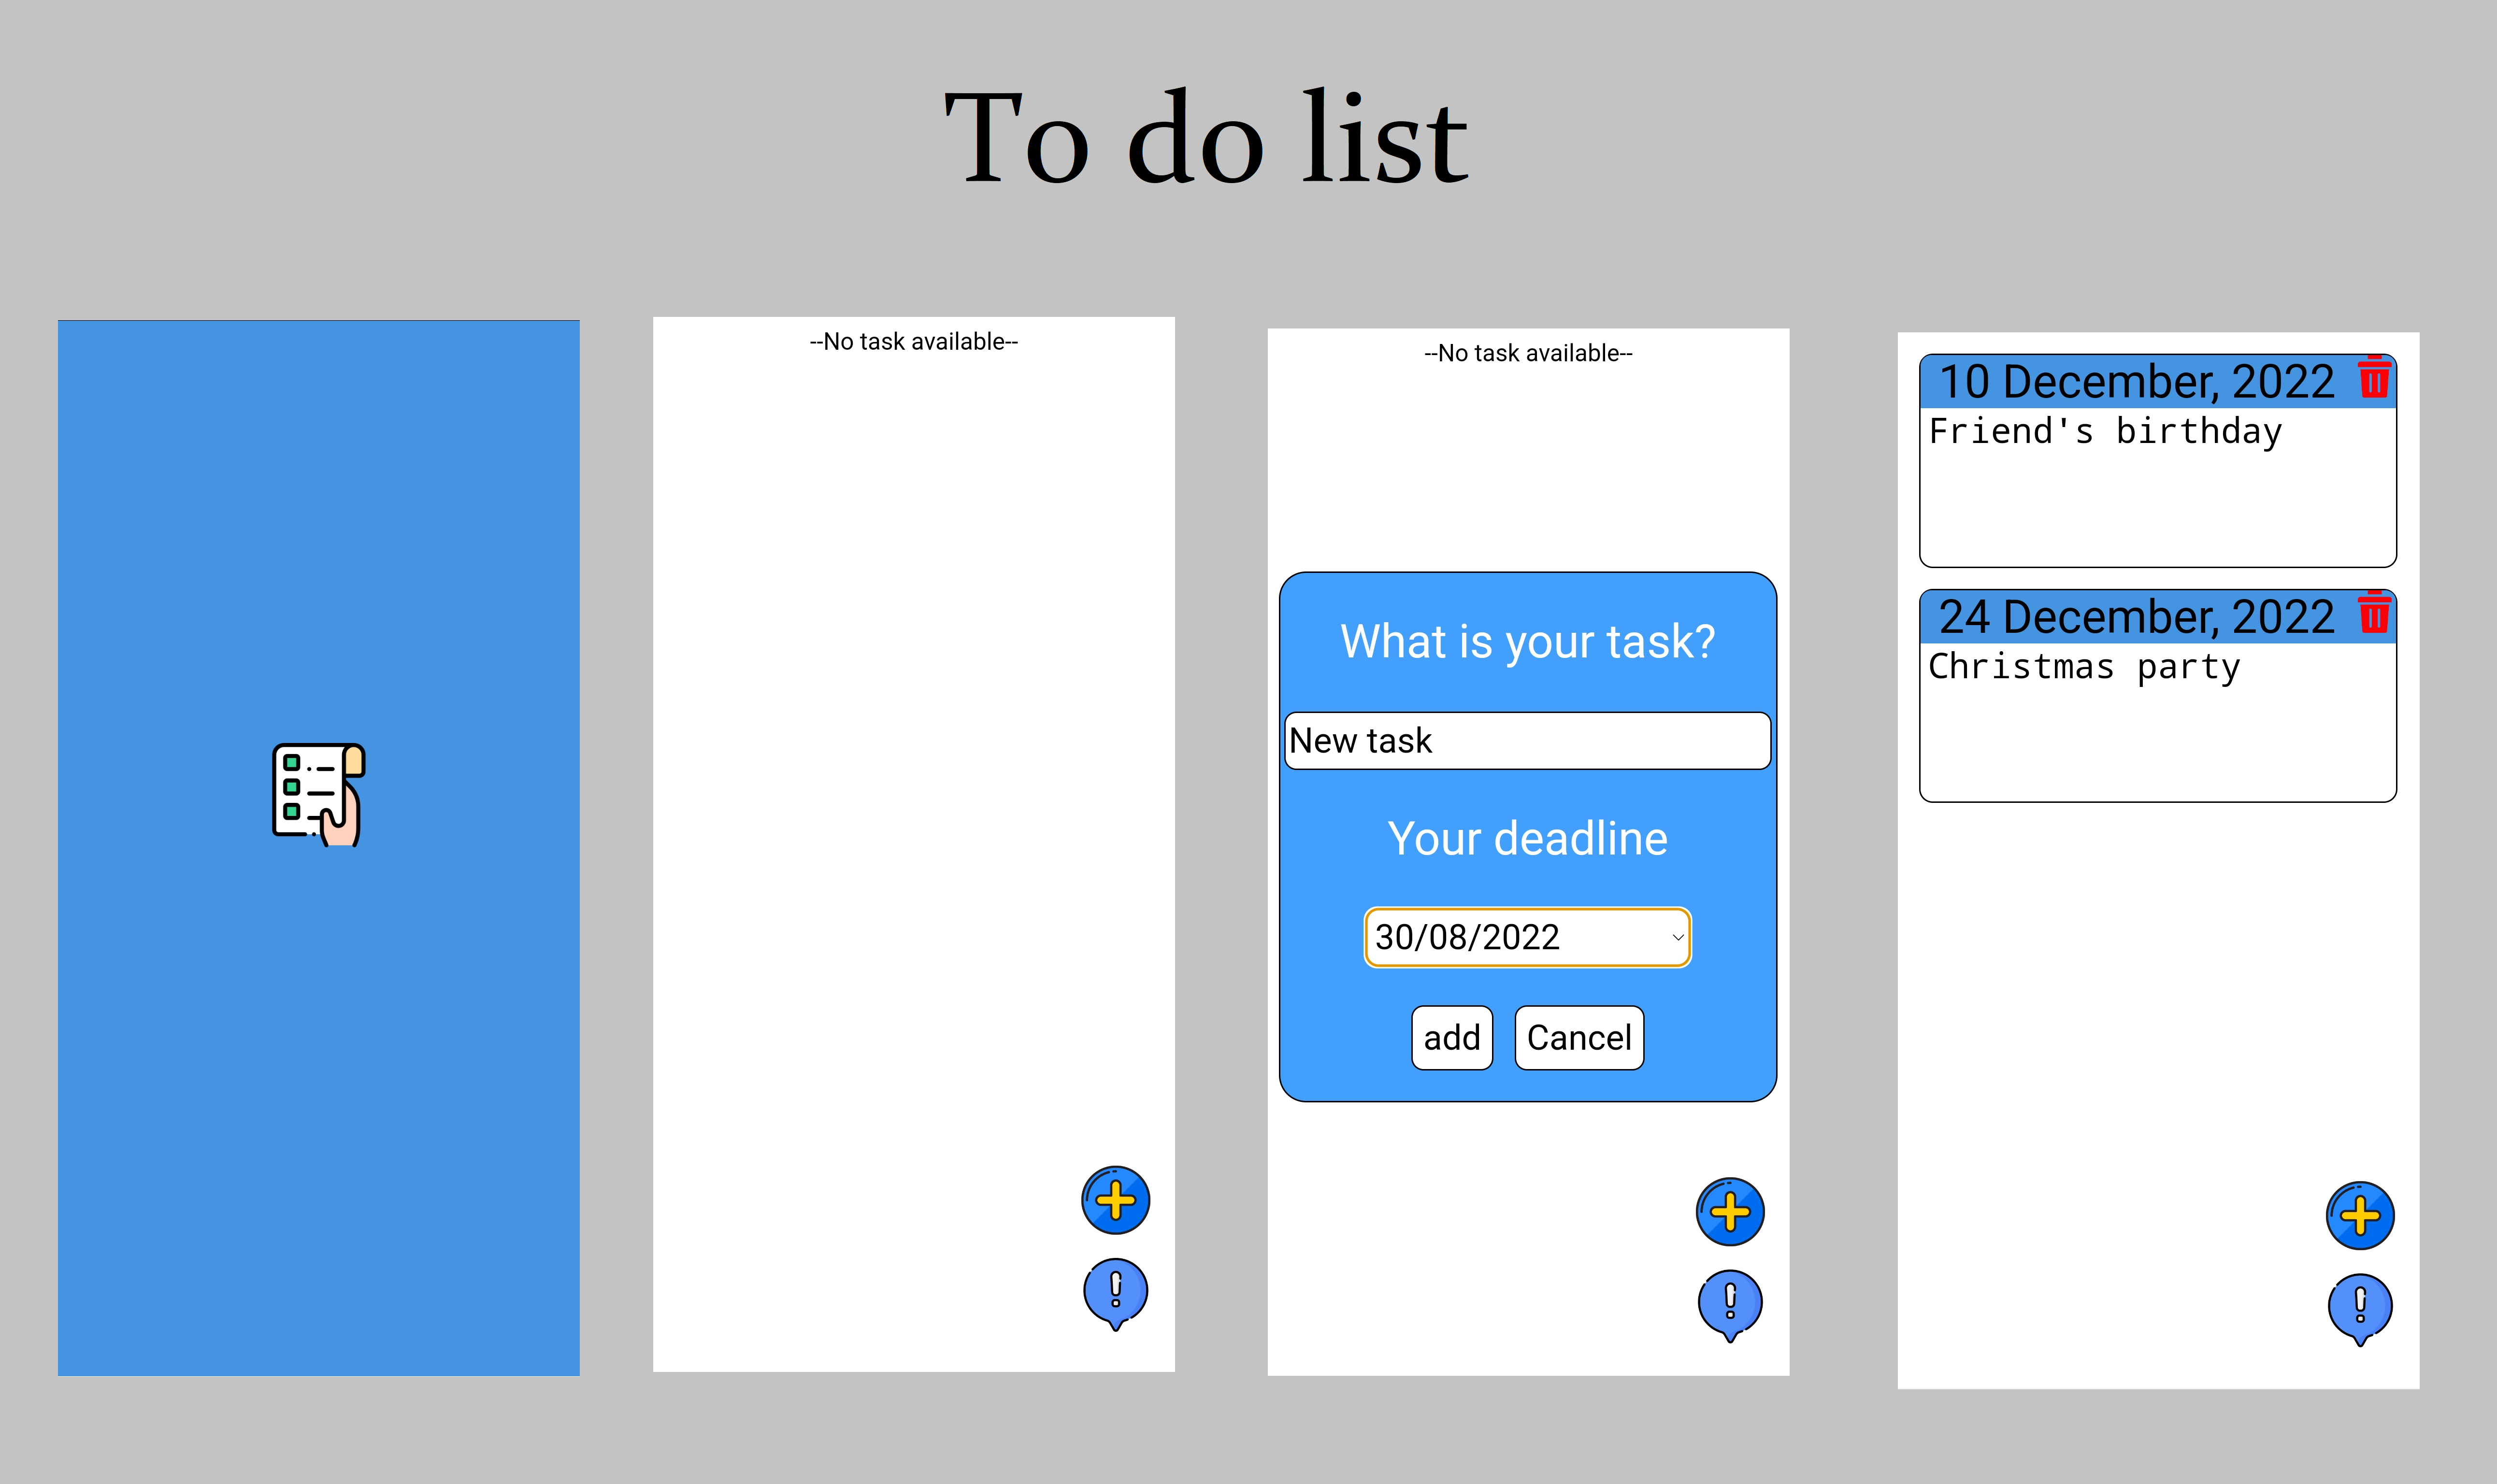 To do list
--No task available--
--No task available--
What is your task?
New task
Your deadline
30/08/2022
add
Cancel
10 December, 2022
Friend's birthday
24 December, 2022
Christmas party